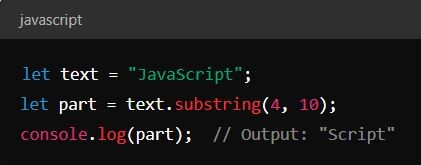 javascript
let text = "JavaScript";
let part = text.substring(4, 10);
console.log(part);  // Output: "Script"